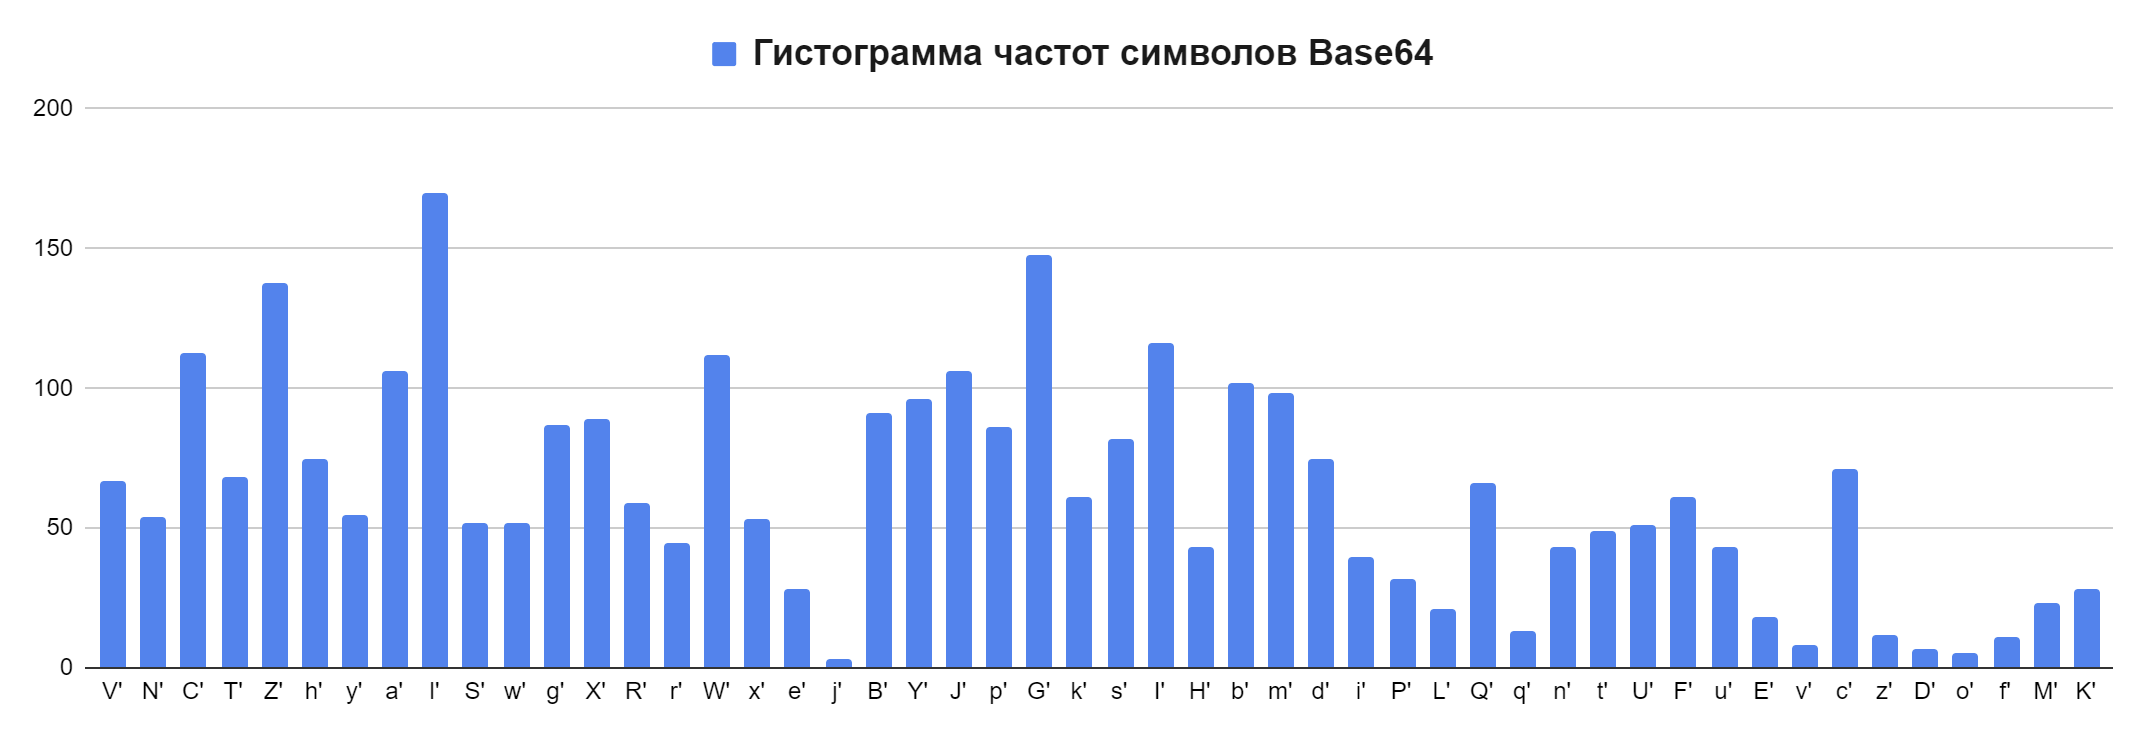 Гистограмма частот символов Base64
200
150
100
50
0
V' N' C' T' Z' h' y' a' l' S' w' g' X' R' r' W' x' e' j' B' Y' J' p' G' k' s' I' H' b' m' d' i' P' L' Q' q' n' t' U' F' u' E' v' c' z' D' o' f' M' K'